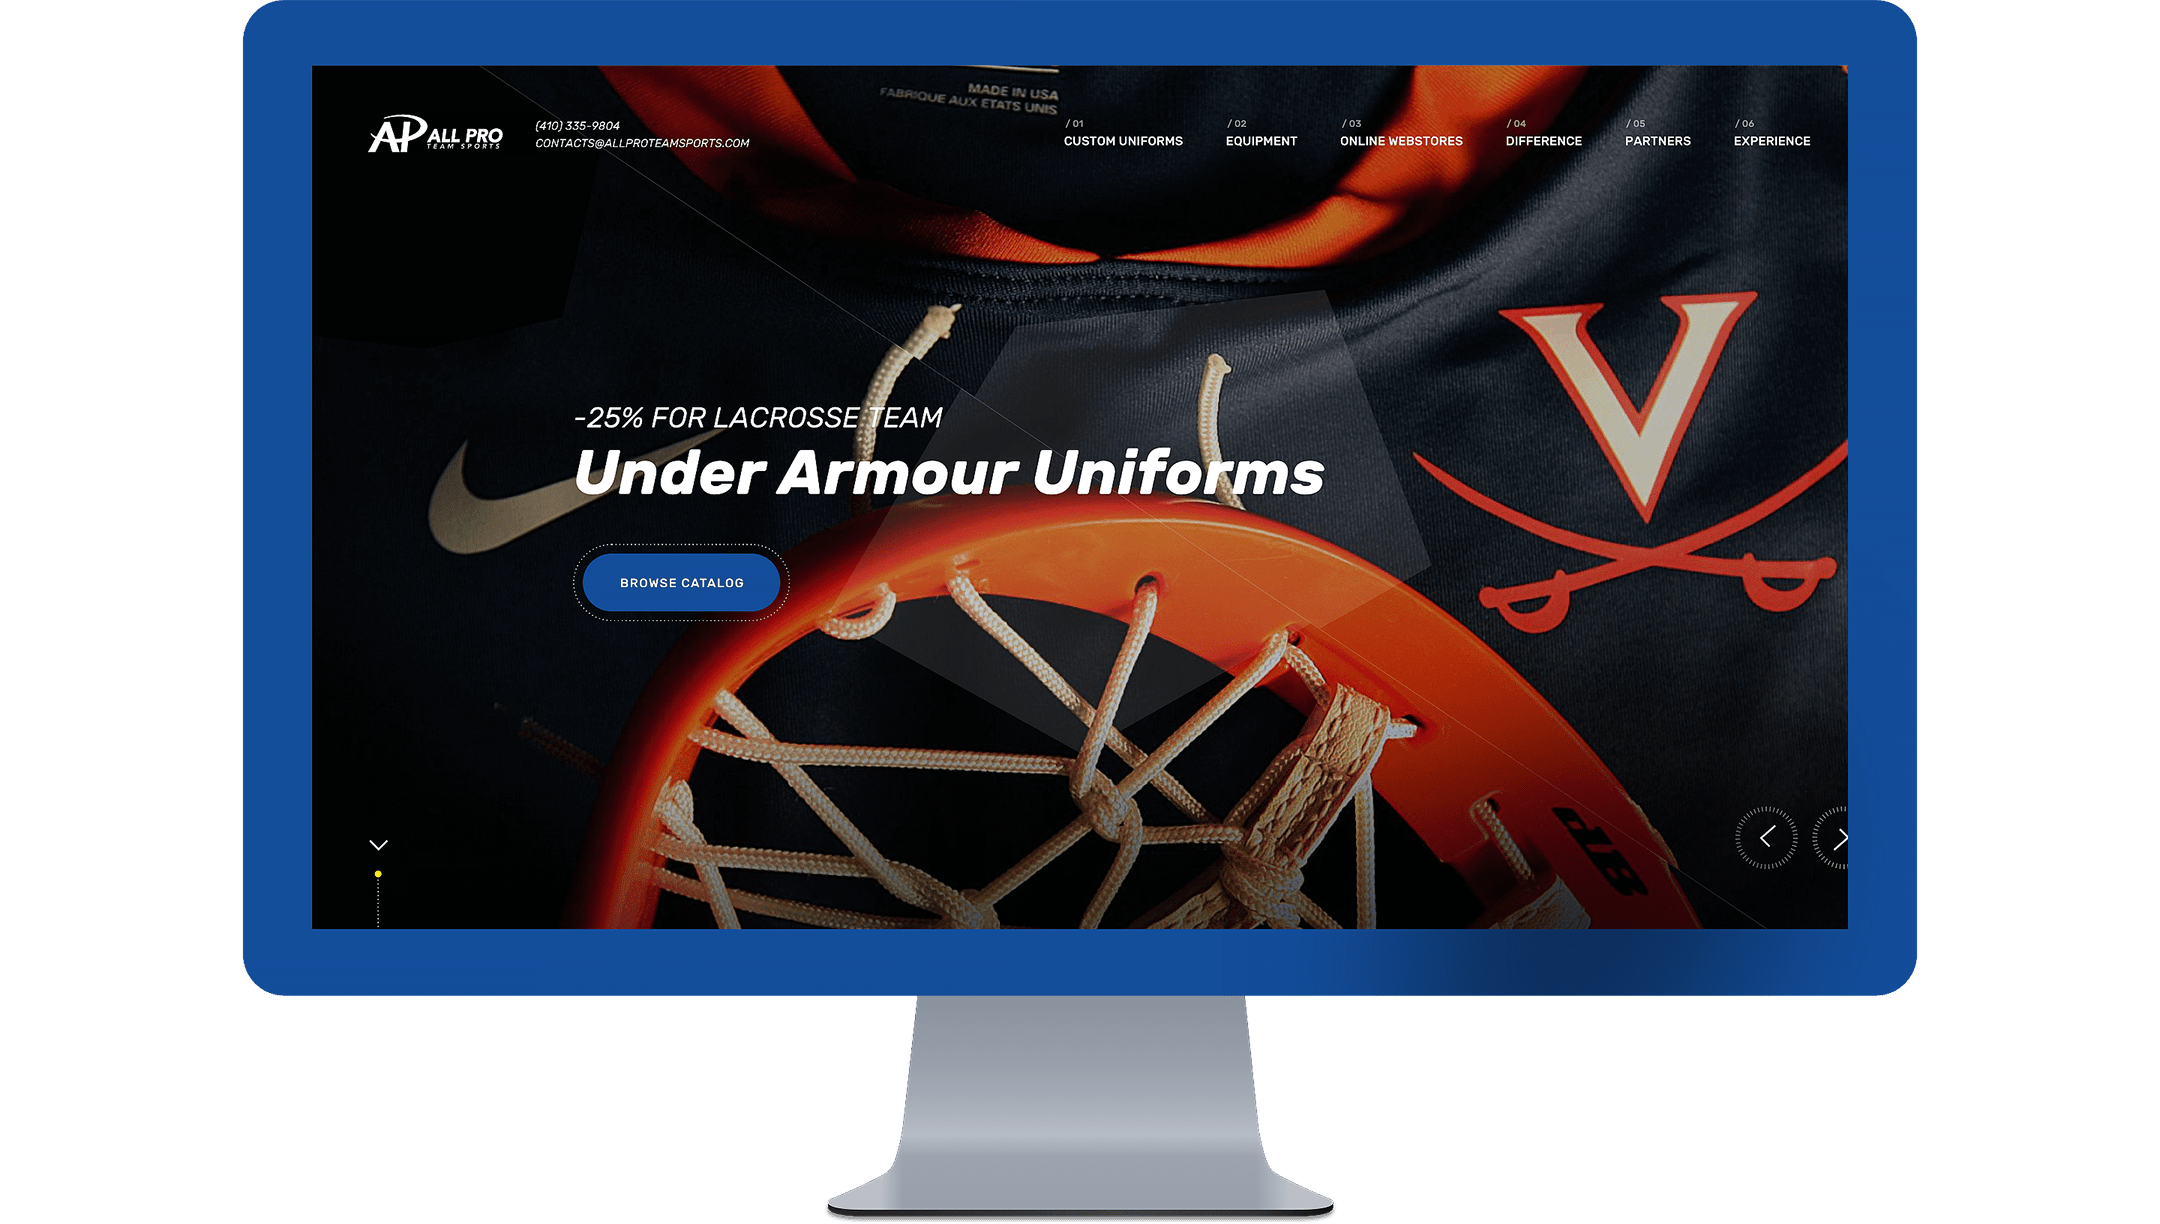 MADE IN USA
FABRIQUE AUX ETATS UNIS
AP ALL PRO
TEAM SPORTS
(410) 335-9804
CONTACTS@ALLPROTEAMSPORTS.COM
/ 01
CUSTOM UNIFORMS
/ 02
EQUIPMENT
/ 03
ONLINE WEBSTORES
/ 04
DIFFERENCE
/ 05
PARTNERS
/ 06
EXPERIENCE
V
-25% FOR LACROSSE TEAM
Under Armour Uniforms
BROWSE CATALOG
dB